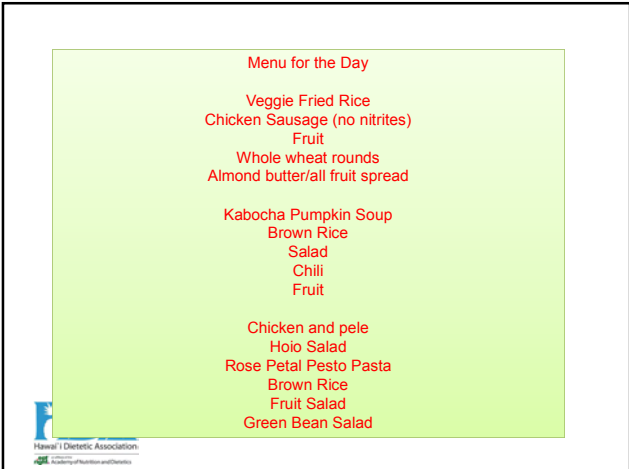 Menu for the Day
Veggie Fried Rice
Chicken Sausage (no nitrites)
Fruit
Whole wheat rounds
Almond butter/all fruit spread
Kabocha Pumpkin Soup
Brown Rice
Salad
Chili
Fruit
Chicken and pele
Hoio Salad
Rose Petal Pesto Pasta
Brown Rice
Fruit Salad
Green Bean Salad
Hawai`i Dietetic Association
Academy of Nutrition and Dietetics